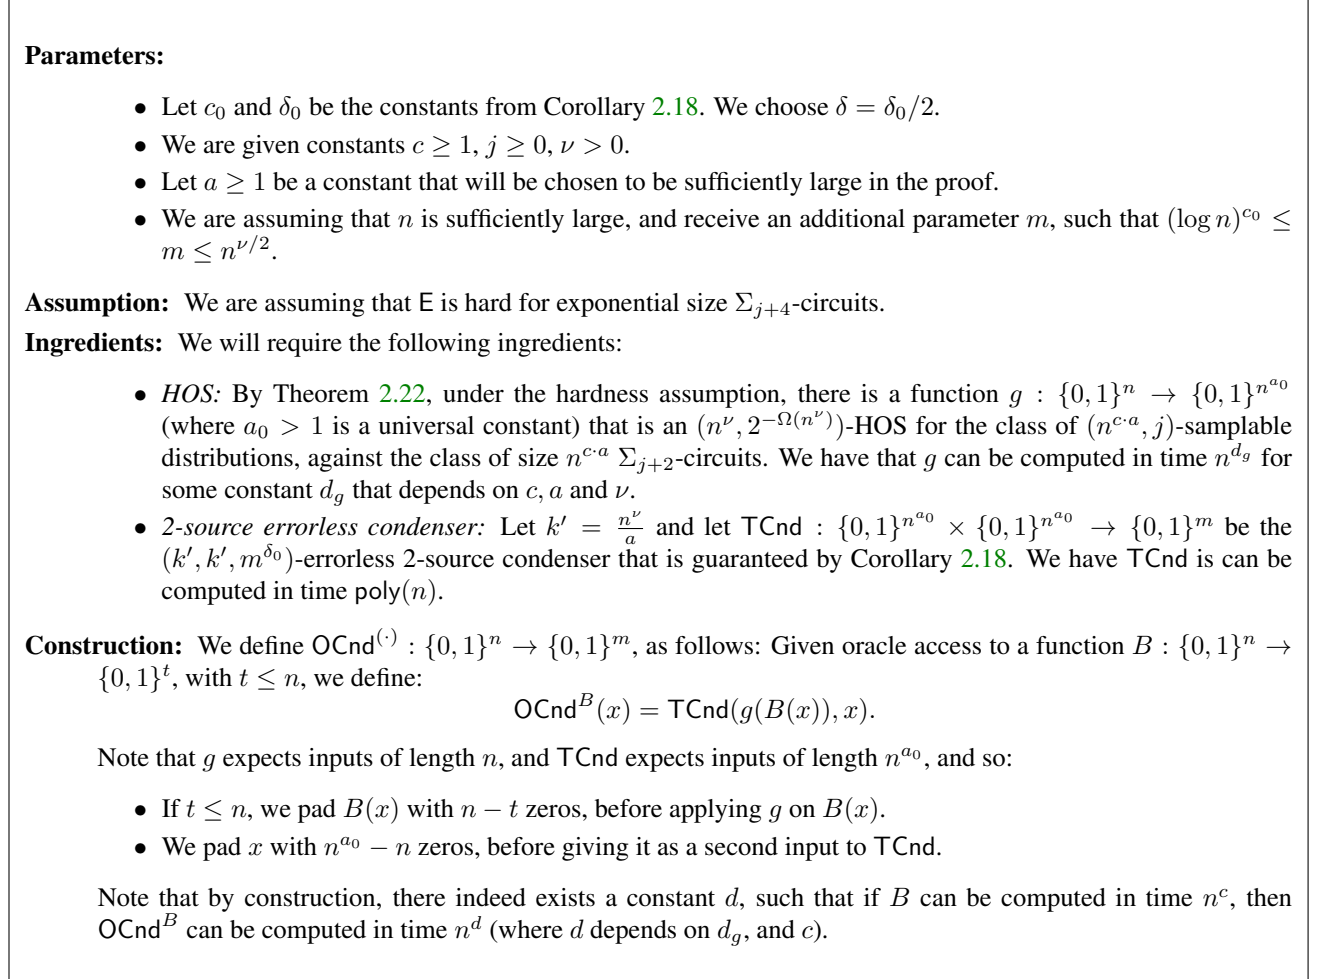 Parameters:
• Let c₀ and δ₀ be the constants from Corollary 2.18. We choose δ = δ₀/2.
• We are given constants c ≥ 1, j ≥ 0, ν > 0.
• Let a ≥ 1 be a constant that will be chosen to be sufficiently large in the proof.
• We are assuming that n is sufficiently large, and receive an additional parameter m, such that (log n)^{c₀} ≤
m ≤ n^{ν/2}.
Assumption: We are assuming that E is hard for exponential size Σ_{j+4}-circuits.
Ingredients: We will require the following ingredients:
• HOS: By Theorem 2.22, under the hardness assumption, there is a function g : {0, 1}^n → {0, 1}^{n^{a₀}}
(where a₀ > 1 is a universal constant) that is an (n^ν, 2^{−Ω(n^ν)})-HOS for the class of (n^{c·a}, j)-samplable
distributions, against the class of size n^{c·a} Σ_{j+2}-circuits. We have that g can be computed in time n^{d_g} for
some constant d_g that depends on c, a and ν.
• 2-source errorless condenser: Let k′ = \frac{n^ν}{a} and let TCnd : {0, 1}^{n^{a₀}} × {0, 1}^{n^{a₀}} → {0, 1}^m be the
(k′, k′, m^{δ₀})-errorless 2-source condenser that is guaranteed by Corollary 2.18. We have TCnd is can be
computed in time poly(n).
Construction: We define OCnd^{(·)} : {0, 1}^n → {0, 1}^m, as follows: Given oracle access to a function B : {0, 1}^n →
{0, 1}^t, with t ≤ n, we define:
OCnd^B(x) = TCnd(g(B(x)), x).
Note that g expects inputs of length n, and TCnd expects inputs of length n^{a₀}, and so:
• If t ≤ n, we pad B(x) with n − t zeros, before applying g on B(x).
• We pad x with n^{a₀} − n zeros, before giving it as a second input to TCnd.
Note that by construction, there indeed exists a constant d, such that if B can be computed in time n^c, then
OCnd^B can be computed in time n^d (where d depends on d_g, and c).